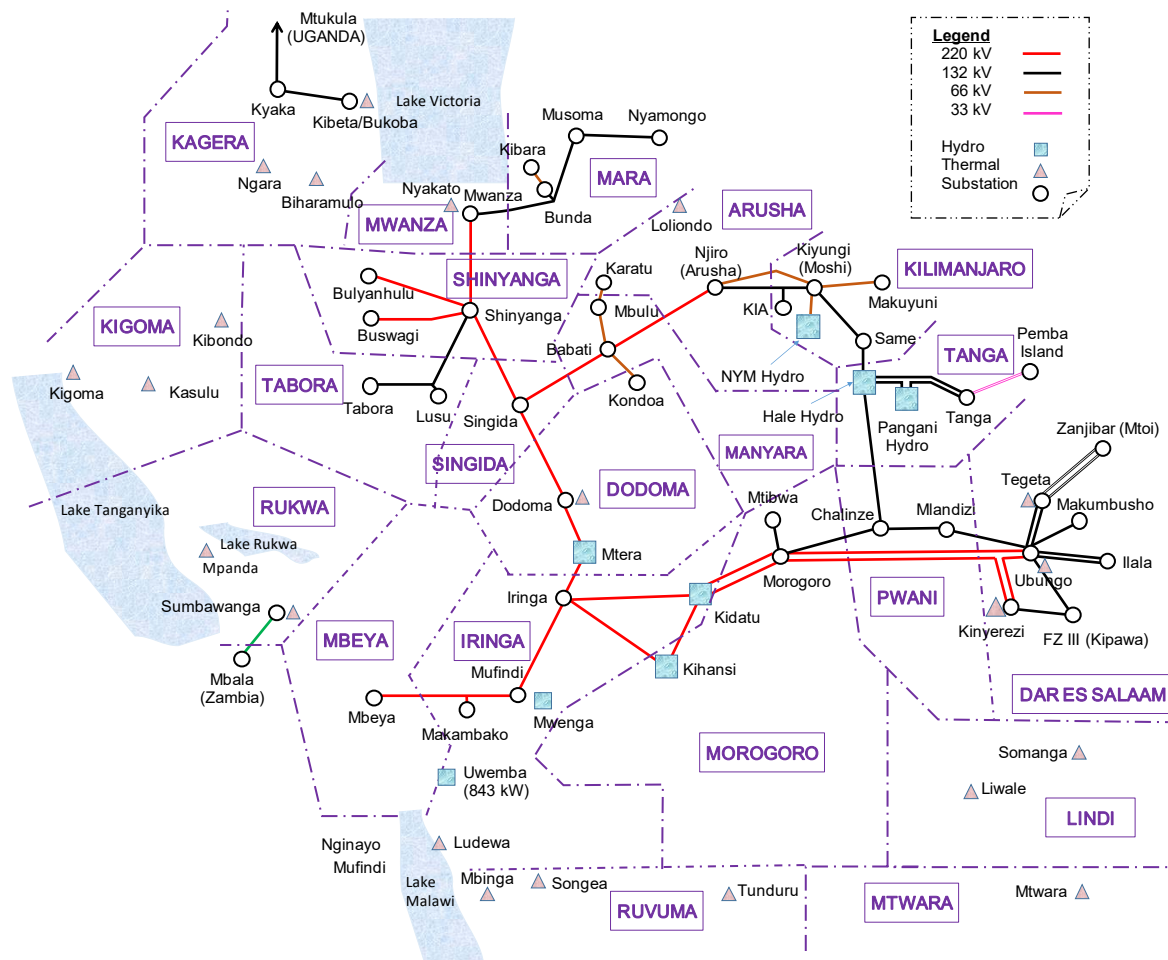 Mtukula
(UGANDA)
Legend
220 kV
132 kV
66 kV
33 kV
Hydro
Thermal
Substation
Lake Victoria
Kyaka
Kibeta/Bukoba
Musoma
Nyamongo
KAGERA
Kibara
MARA
Ngara
Biharamulo
Nyakato
Mwanza
Bunda
MWANZA
Loliondo
ARUSHA
Njiro
(Arusha)
Kiyungi
(Moshi)
KILIMANJARO
SHINYANGA
Karatu
Bulyanhulu
Mbulu
KIA
Makuyuni
Shinyanga
KIGOMA
Buswagi
Kibondo
Babati
Same
Pemba
Island
TANGA
NYM Hydro
Kigoma
Kasulu
TABORA
Tabora
Lusu
Kondoa
Singida
Hale Hydro
Pangani
Hydro
Tanga
Zanjibar (Mtoi)
SINGIDA
MANYARA
Tegeta
DODOMA
RUKWA
Mtibwa
Makumbusho
Dodoma
Chalinze
Mlandizi
Lake Tanganyika
Lake Rukwa
Mpanda
Mtera
Morogoro
Ilala
Ubungo
Iringa
Kidatu
PWANI
Sumbawanga
Kinyerezi
FZ III (Kipawa)
MBEYA
IRINGA
Mufindi
Kihansi
Mbala
(Zambia)
DAR ES SALAAM
Mbeya
Makambako
Mwenga
MOROGORO
Somanga
Uwemba
(843 kW)
Liwale
LINDI
Nginayo
Mufindi
Ludewa
Lake
Malawi
Mbinga
Songea
Tunduru
RUVUMA
MTWARA
Mtwara